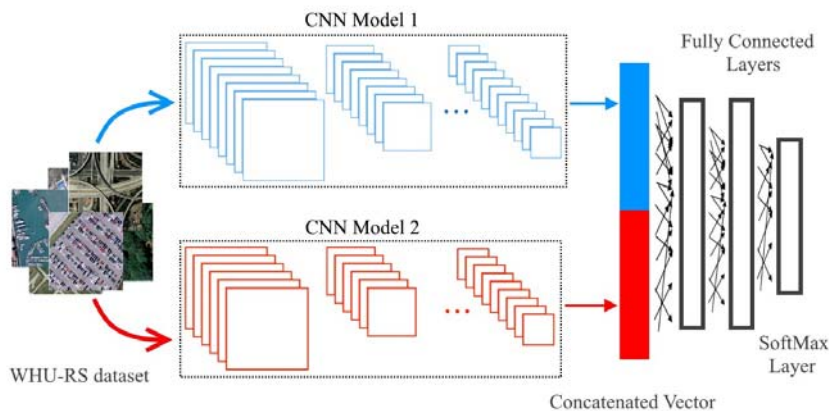 CNN Model 1
Fully Connected
Layers
CNN Model 2
WHU-RS dataset
SoftMax
Layer
Concatenated Vector